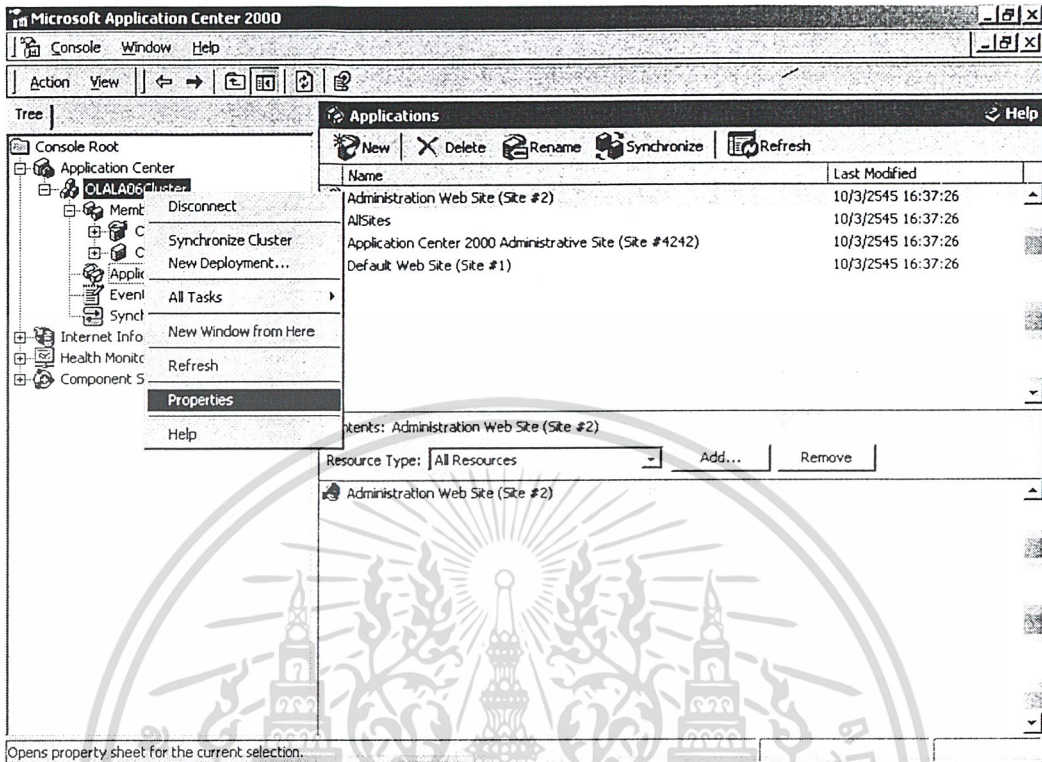 Microsoft Application Center 2000
Console Window Help
Action View
Tree
Applications Help
New Delete Rename Synchronize Refresh
Console Root
Application Center
OLALA06Cluster
Memb
C
C
Applic
Event
Synch
Internet Info
Health Monito
Component S
Disconnect
Synchronize Cluster
New Deployment...
All Tasks
New Window from Here
Refresh
Properties
Help
Name Last Modified
Administration Web Site (Site #2) 10/3/2545 16:37:26
AllSites 10/3/2545 16:37:26
Application Center 2000 Administrative Site (Site #4242) 10/3/2545 16:37:26
Default Web Site (Site #1) 10/3/2545 16:37:26
ntents: Administration Web Site (Site #2)
Resource Type: All Resources Add... Remove
Administration Web Site (Site #2)
Opens property sheet for the current selection.